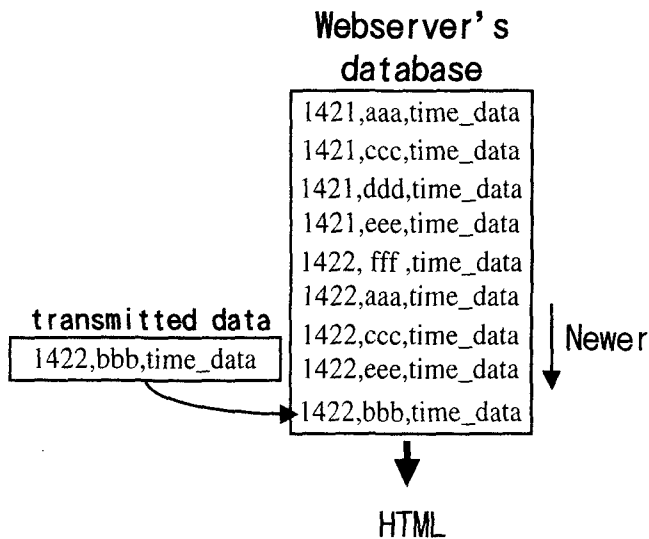 Webserver's
database
1421,aaa,time_data
1421,ccc,time_data
1421,ddd,time_data
1421,eee,time_data
1422, fff ,time_data
1422,aaa,time_data
1422,ccc,time_data
1422,eee,time_data
1422,bbb,time_data
transmitted data
1422,bbb,time_data
Newer
HTML